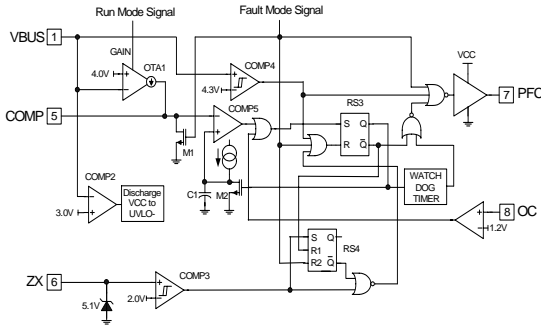 Run Mode Signal
Fault Mode Signal
VBUS 1
GAIN
OTA1
4.0V
COMP4
4.3V
VCC
7 PFC
COMP 5
COMP5
RS3
S Q
R Q
M1
C1
M2
WATCH
DOG
TIMER
COMP2
3.0V
Discharge
VCC to
UVLO-
8 OC
1.2V
S Q
R1
R2 Q
RS4
ZX 6
5.1V
COMP3
2.0V